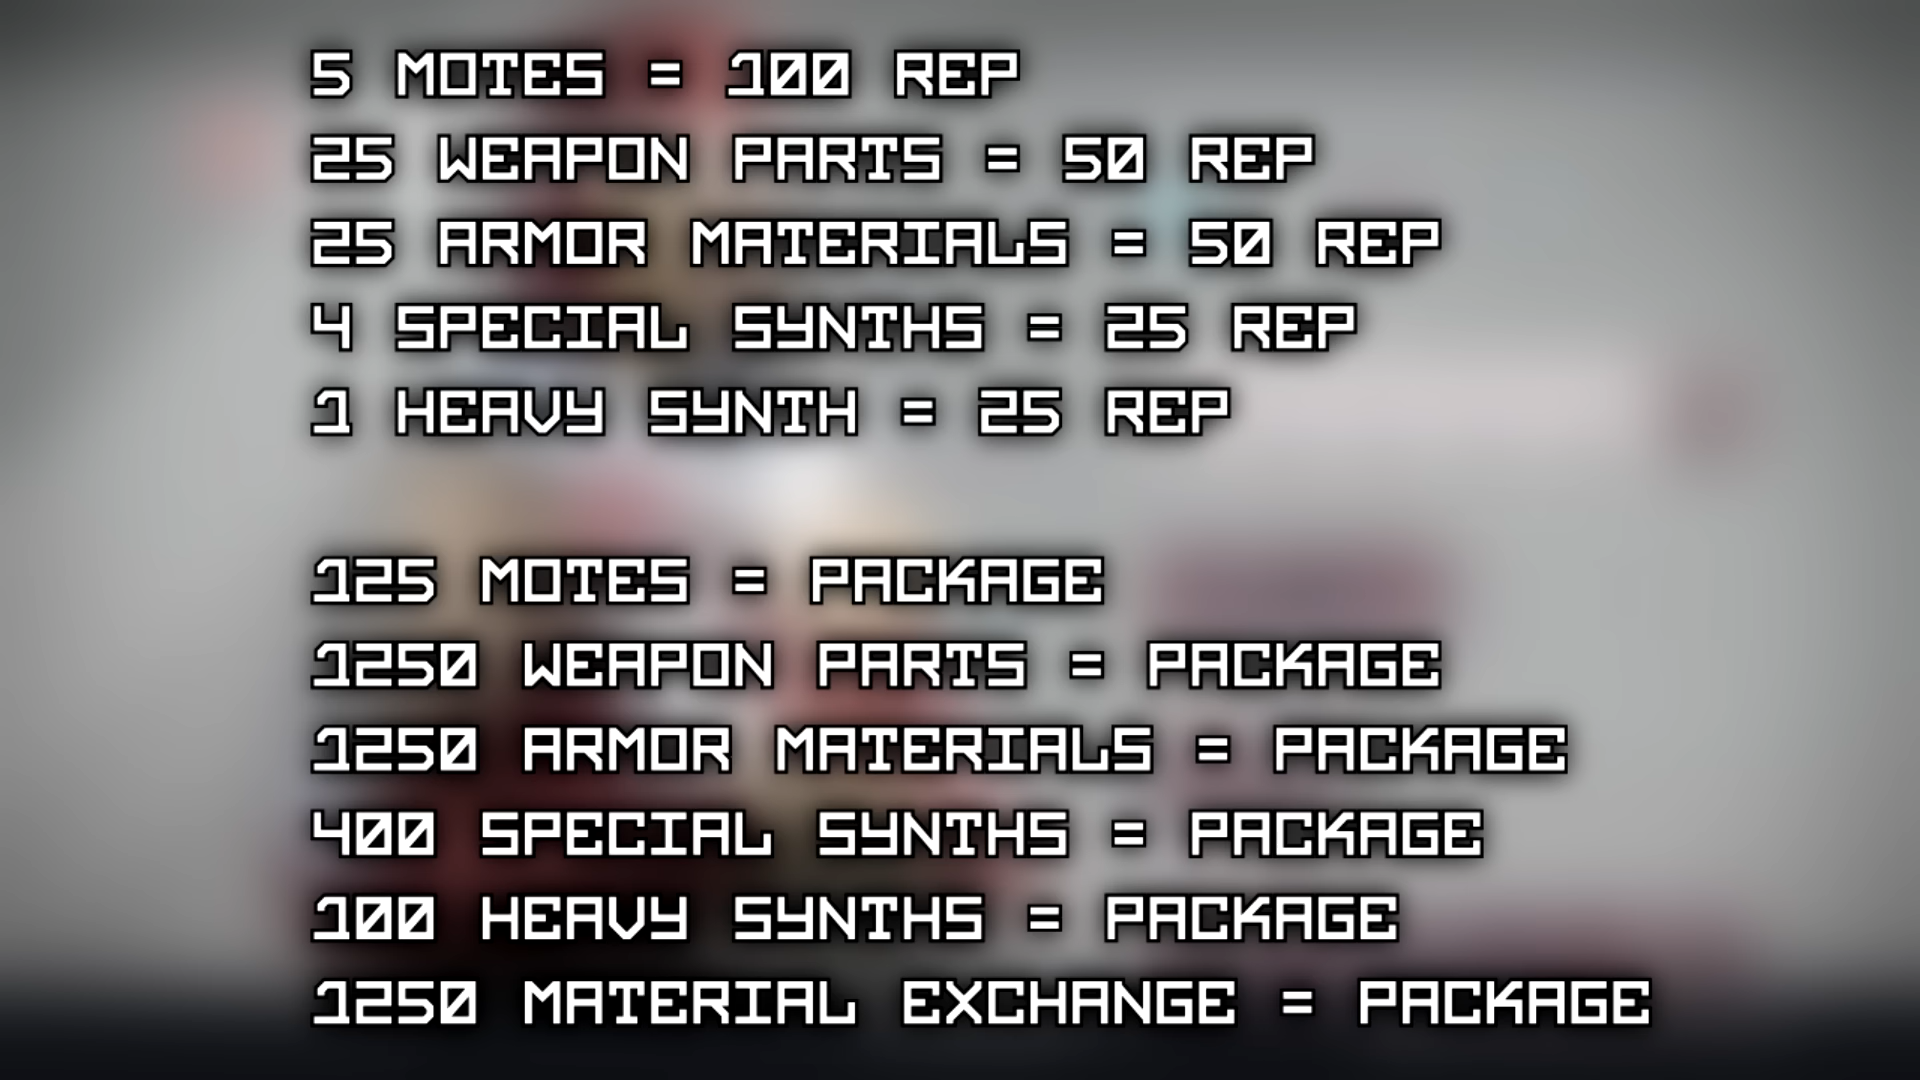 5 MOTES = 100 REP
25 WEAPON PARTS = 50 REP
25 ARMOR MATERIALS = 50 REP
4 SPECIAL SYNTHS = 25 REP
1 HEAVY SYNTH = 25 REP
125 MOTES = PACKAGE
1250 WEAPON PARTS = PACKAGE
1250 ARMOR MATERIALS = PACKAGE
400 SPECIAL SYNTHS = PACKAGE
100 HEAVY SYNTHS = PACKAGE
1250 MATERIAL EXCHANGE = PACKAGE